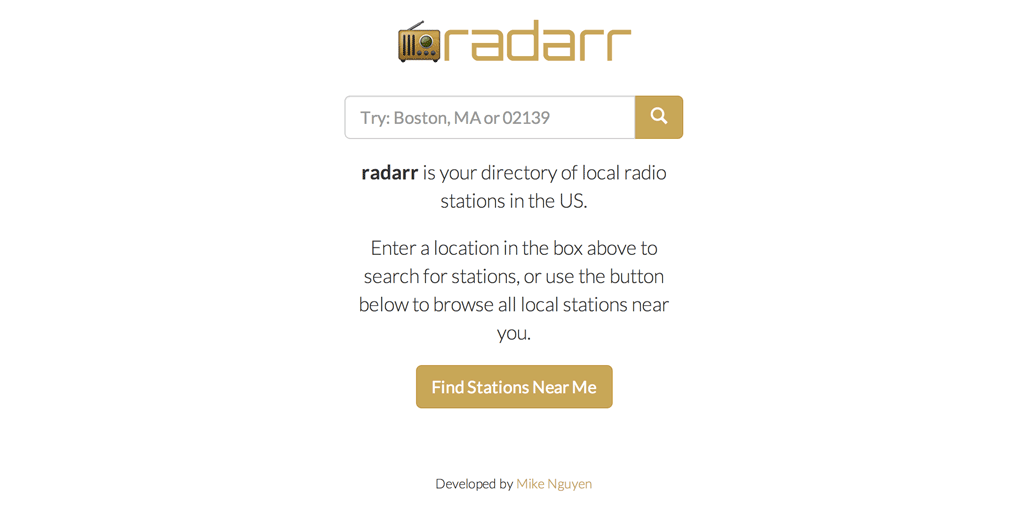 radarr
Try: Boston, MA or 02139
radarr is your directory of local radio
stations in the US.
Enter a location in the box above to
search for stations, or use the button
below to browse all local stations near
you.
Find Stations Near Me
Developed by Mike Nguyen